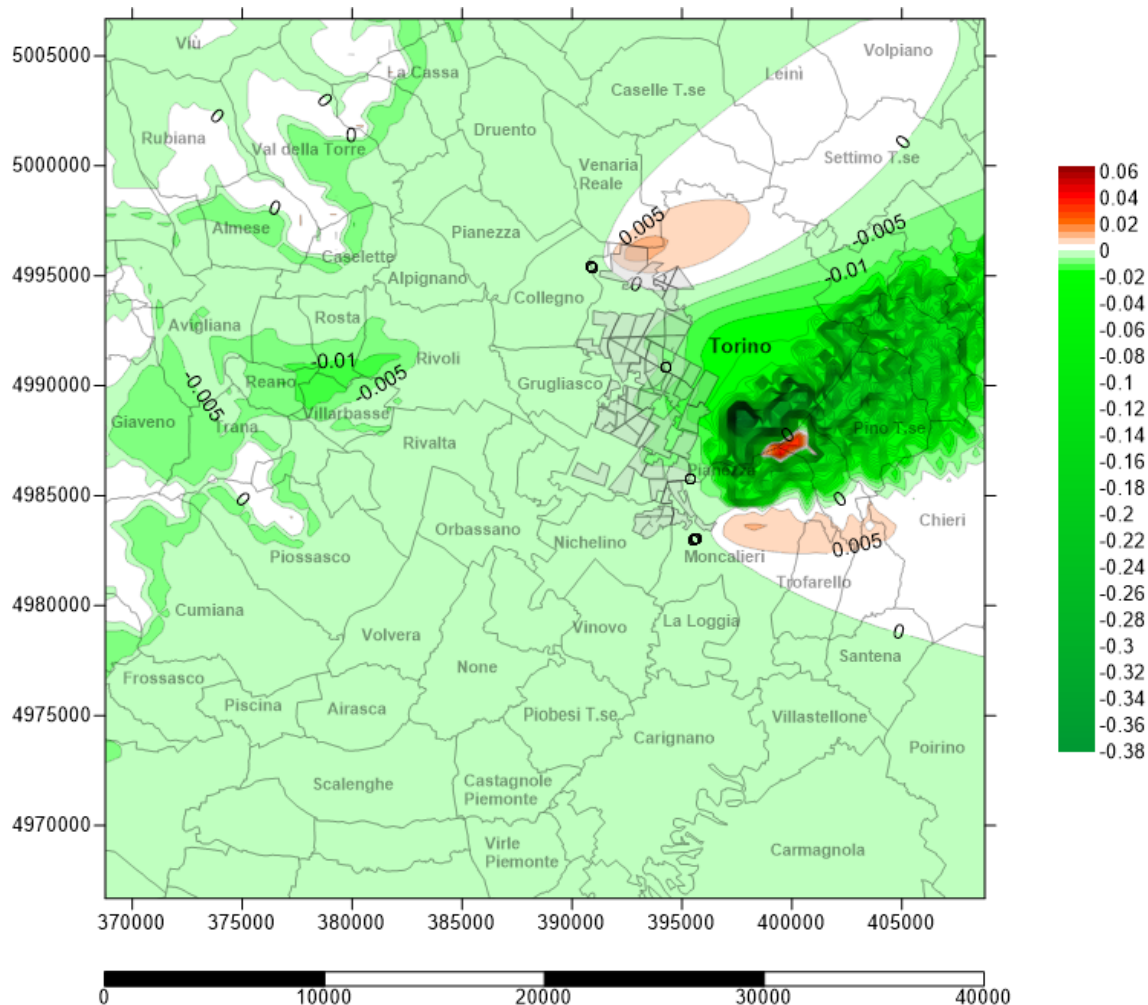 5005000
5000000
4995000
4990000
4985000
4980000
4975000
4970000
Viù
La Cassa
Volpiano
Leinì
Caselle T.se
Rubiana
0
0
0
Val della Torre
Druento
Venaria
Reale
0
Settimo T.se
0
Almese
Caselette
Pianezza
0.005
-0.005
-0.01
Alpignano
Collegno
0
Avigliana
Rosta
-0.01
Rivoli
Torino
-0.005
Reano
-0.005
Grugliasco
Giaveno
Trana
Villarbasse
Rivalta
0
Pino T.se
Pianezza
0
0
Chieri
Orbassano
Nichelino
Moncalieri
0.005
Piossasco
Trofarello
Cumiana
Volvera
Vinovo
La Loggia
0
Santena
Frossasco
None
Piscina
Airasca
Piobesi T.se
Villastellone
Carignano
Poirino
Scalenghe
Castagnole
Piemonte
Virle
Piemonte
Carmagnola
370000 375000 380000 385000 390000 395000 400000 405000
0 10000 20000 30000 40000
0.06
0.04
0.02
0
-0.02
-0.04
-0.06
-0.08
-0.1
-0.12
-0.14
-0.16
-0.18
-0.2
-0.22
-0.24
-0.26
-0.28
-0.3
-0.32
-0.34
-0.36
-0.38